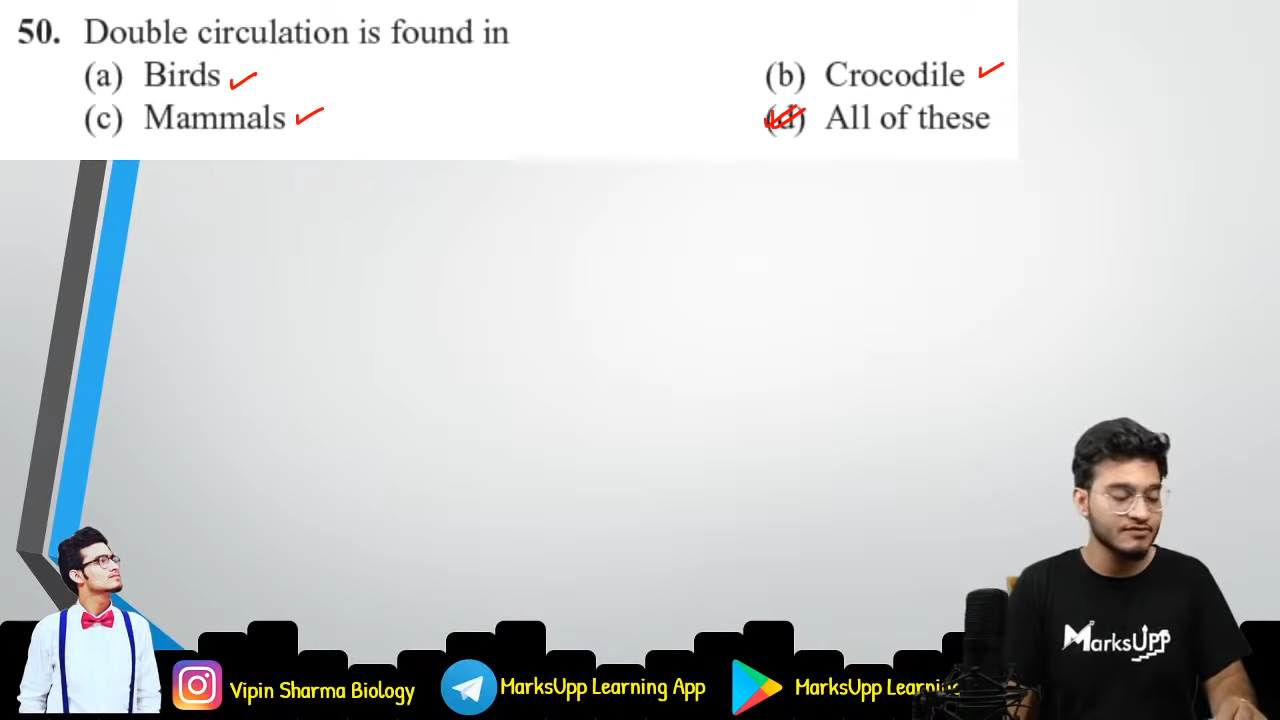 50. Double circulation is found in
(a) Birds (b) Crocodile
(c) Mammals (d) All of these
MarksUpp
Vipin Sharma Biology MarksUpp Learning App MarksUpp Learning